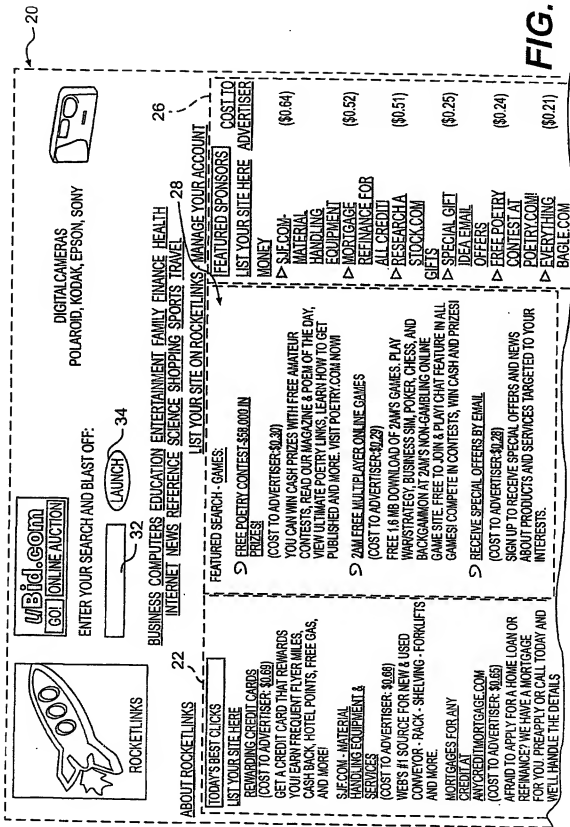 20
uBid.com
GO! ONLINE AUCTION
DIGITALCAMERAS
POLAROID, KODAK, EPSON, SONY
ENTER YOUR SEARCH AND BLAST OFF:
LAUNCH 34
32
ROCKETLINKS
BUSINESS COMPUTERS EDUCATION ENTERTAINMENT FAMILY FINANCE HEALTH
INTERNET NEWS REFERENCE SCIENCE SHOPPING SPORTS TRAVEL
ABOUT ROCKETLINKS
LIST YOUR SITE ON ROCKETLINKS MANAGE YOUR ACCOUNT
22
28
26
TODAY'S BEST CLICKS
LIST YOUR SITE HERE
REWARDING CREDIT CARDS
(COST TO ADVERTISER: $0.69)
GET A CREDIT CARD THAT REWARDS
YOU EARN FREQUENT FLYER MILES,
CASH BACK, HOTEL POINTS, FREE GAS,
AND MORE!
SJF.COM - MATERIAL
HANDLING EQUIPMENT &
SERVICES
(COST TO ADVERTISER: $0.68)
WEB'S #1 SOURCE FOR NEW & USED
CONVEYOR - RACK - SHELVING - FORKLIFTS
AND MORE.
MORTGAGES FOR ANY
CREDIT AT
ANYCREDITMORTGAGE.COM
(COST TO ADVERTISER: $0.65)
AFRAID TO APPLY FOR A HOME LOAN OR
REFINANCE? WE HAVE A MORTGAGE
FOR YOU. PREAPPLY OR CALL TODAY AND
WE'LL HANDLE THE DETAILS
FEATURED SEARCH - GAMES:
FREE POETRY CONTEST-$58,000 IN
PRIZES!
(COST TO ADVERTISER:$0.30)
YOU CAN WIN CASH PRIZES WITH FREE AMATEUR
CONTESTS, READ OUR MAGAZINE & POEM OF THE DAY,
VIEW ULTIMATE POETRY LINKS, LEARN HOW TO GET
PUBLISHED AND MORE. VISIT POETRY.COM NOW!
2AM FREE MULTIPLAYER ONLINE GAMES
(COST TO ADVERTISER:$0.29)
FREE 1.6 MB DOWNLOAD OF 2AM'S GAMES. PLAY
WAR/STRATEGY, BUSINESS SIM, POKER, CHESS, AND
BACKGAMMON AT 2AM'S NON-GAMBLING ONLINE
GAME SITE. FREE TO JOIN & PLAY! CHAT FEATURE IN ALL
GAMES! COMPETE IN CONTESTS, WIN CASH AND PRIZES!
RECEIVE SPECIAL OFFERS BY EMAIL
(COST TO ADVERTISER:$0.28)
SIGN UP TO RECEIVE SPECIAL OFFERS AND NEWS
ABOUT PRODUCTS AND SERVICES TARGETED TO YOUR
INTERESTS.
FEATURED SPONSORS COST TO
LIST YOUR SITE HERE ADVERTISER
MONEY
SJF.COM- ($0.64)
MATERIAL
HANDLING
EQUIPMENT
MORTGAGE ($0.52)
REFINANCE FOR
ALL CREDIT!
RESEARCH A ($0.51)
STOCK.COM
GIFTS
SPECIAL GIFT ($0.25)
IDEA EMAIL
OFFERS
FREE POETRY ($0.24)
CONTEST AT
POETRY.COM!
EVERYTHING ($0.21)
BAGLE.COM
FIG.